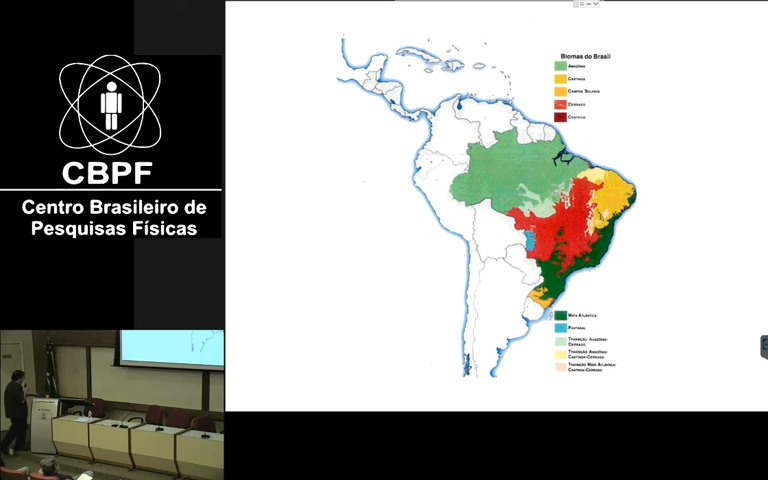 CBPF
Centro Brasileiro de
Pesquisas Físicas
Biomas do Brasil
Amazônia
Caatinga
Campos Sulinos
Cerrado
Costeiro
Mata Atlântica
Pantanal
Transição Amazônia-
Cerrado
Transição Amazônia-
Caatinga-Cerrado
Transição Mata Atlântica-
Caatinga-Cerrado